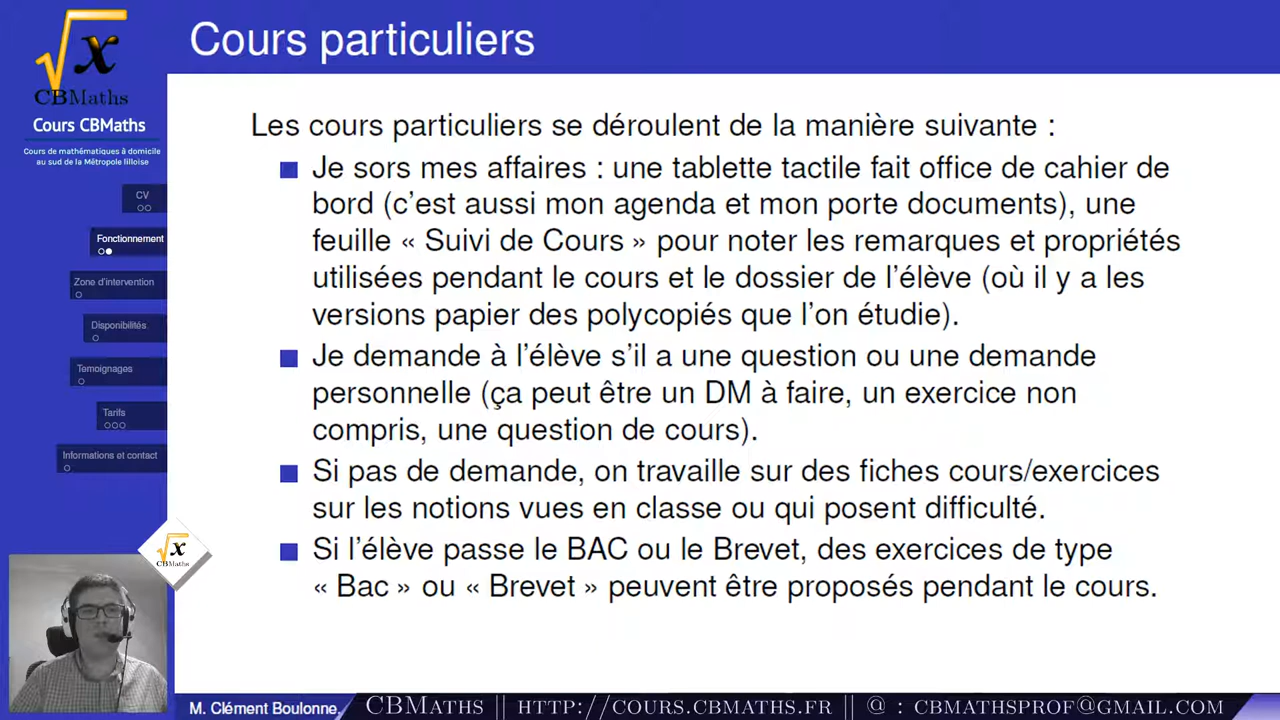 Cours particuliers
√x
CBMaths
Cours CBMaths
Cours de mathématiques à domicile
au sud de la Métropole lilloise
CV
Fonctionnement
Zone d'intervention
Disponibilités
Temoignages
Tarifs
Informations et contact
Les cours particuliers se déroulent de la manière suivante :
Je sors mes affaires : une tablette tactile fait office de cahier de
bord (c'est aussi mon agenda et mon porte documents), une
feuille « Suivi de Cours » pour noter les remarques et propriétés
utilisées pendant le cours et le dossier de l'élève (où il y a les
versions papier des polycopiés que l'on étudie).
Je demande à l'élève s'il a une question ou une demande
personnelle (ça peut être un DM à faire, un exercice non
compris, une question de cours).
Si pas de demande, on travaille sur des fiches cours/exercices
sur les notions vues en classe ou qui posent difficulté.
Si l'élève passe le BAC ou le Brevet, des exercices de type
« Bac » ou « Brevet » peuvent être proposés pendant le cours.
√x
CBMaths
M. Clément Boulonne, CBMaths || http://cours.cbmaths.fr || @ : cbmathsprof@gmail.com